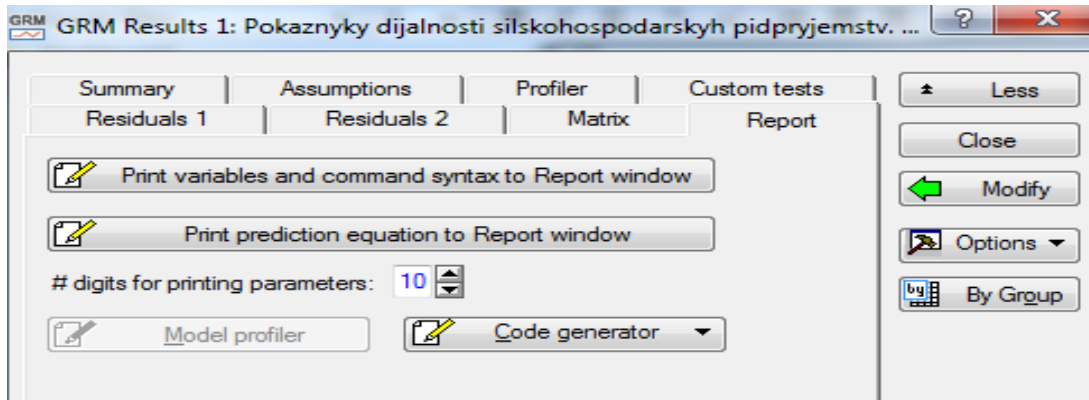 GRM GRM Results 1: Pokaznyky dijalnosti silskohospodarskyh pidpryjemstv. ... ? X
Summary Assumptions Profiler Custom tests
Residuals 1 Residuals 2 Matrix Report
Print variables and command syntax to Report window
Print prediction equation to Report window
# digits for printing parameters: 10
Model profiler Code generator
Less
Close
Modify
Options
by By Group